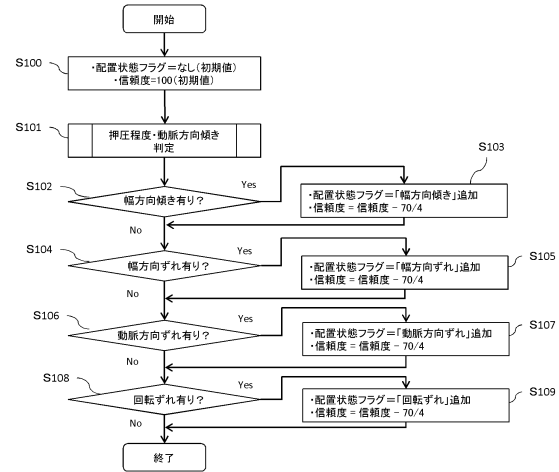 開始
S100
・配置状態フラグ=なし(初期値)
・信頼度=100(初期値)
S101
押圧程度・動脈方向傾き
判定
S102
幅方向傾き有り？
Yes
No
S103
・配置状態フラグ=「幅方向傾き」追加
・信頼度 = 信頼度 − 70/4
S104
幅方向ずれ有り？
Yes
No
S105
・配置状態フラグ=「幅方向ずれ」追加
・信頼度 = 信頼度 − 70/4
S106
動脈方向ずれ有り？
Yes
No
S107
・配置状態フラグ=「動脈方向ずれ」追加
・信頼度 = 信頼度 − 70/4
S108
回転ずれ有り？
Yes
No
S109
・配置状態フラグ=「回転ずれ」追加
・信頼度 = 信頼度 − 70/4
終了